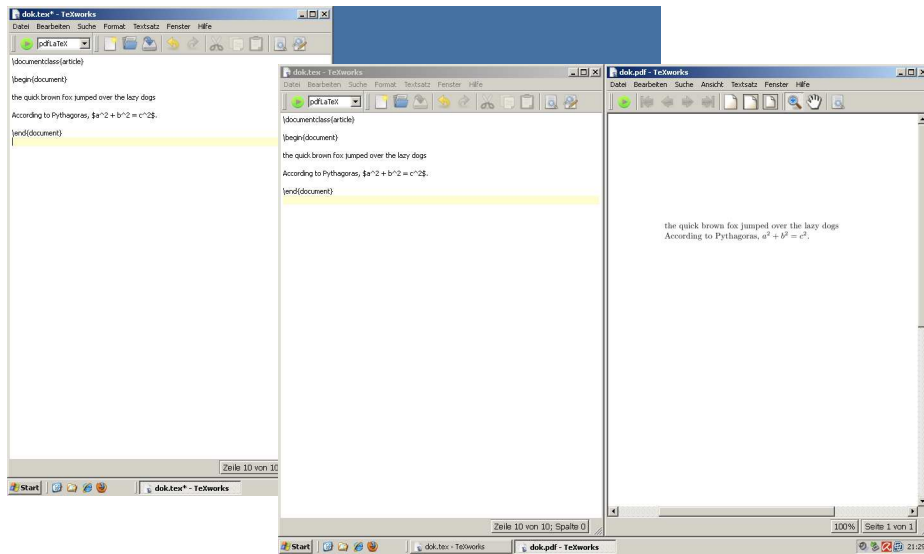 dok.tex* - TeXworks
Datei Bearbeiten Suche Format Textsatz Fenster Hilfe
pdfLaTeX
\documentclass{article}
\begin{document}
the quick brown fox jumped over the lazy dogs
According to Pythagoras, $a^2 + b^2 = c^2$.
\end{document}
Zeile 10 von 10
Start
dok.tex* - TeXworks
dok.tex - TeXworks
Datei Bearbeiten Suche Format Textsatz Fenster Hilfe
pdfLaTeX
\documentclass{article}
\begin{document}
the quick brown fox jumped over the lazy dogs
According to Pythagoras, $a^2 + b^2 = c^2$.
\end{document}
Zeile 10 von 10; Spalte 0
dok.pdf - TeXworks
Datei Bearbeiten Suche Ansicht Textsatz Fenster Hilfe
the quick brown fox jumped over the lazy dogs
According to Pythagoras, a² + b² = c².
100% Seite 1 von 1
Start
dok.tex - TeXworks
dok.pdf - TeXworks